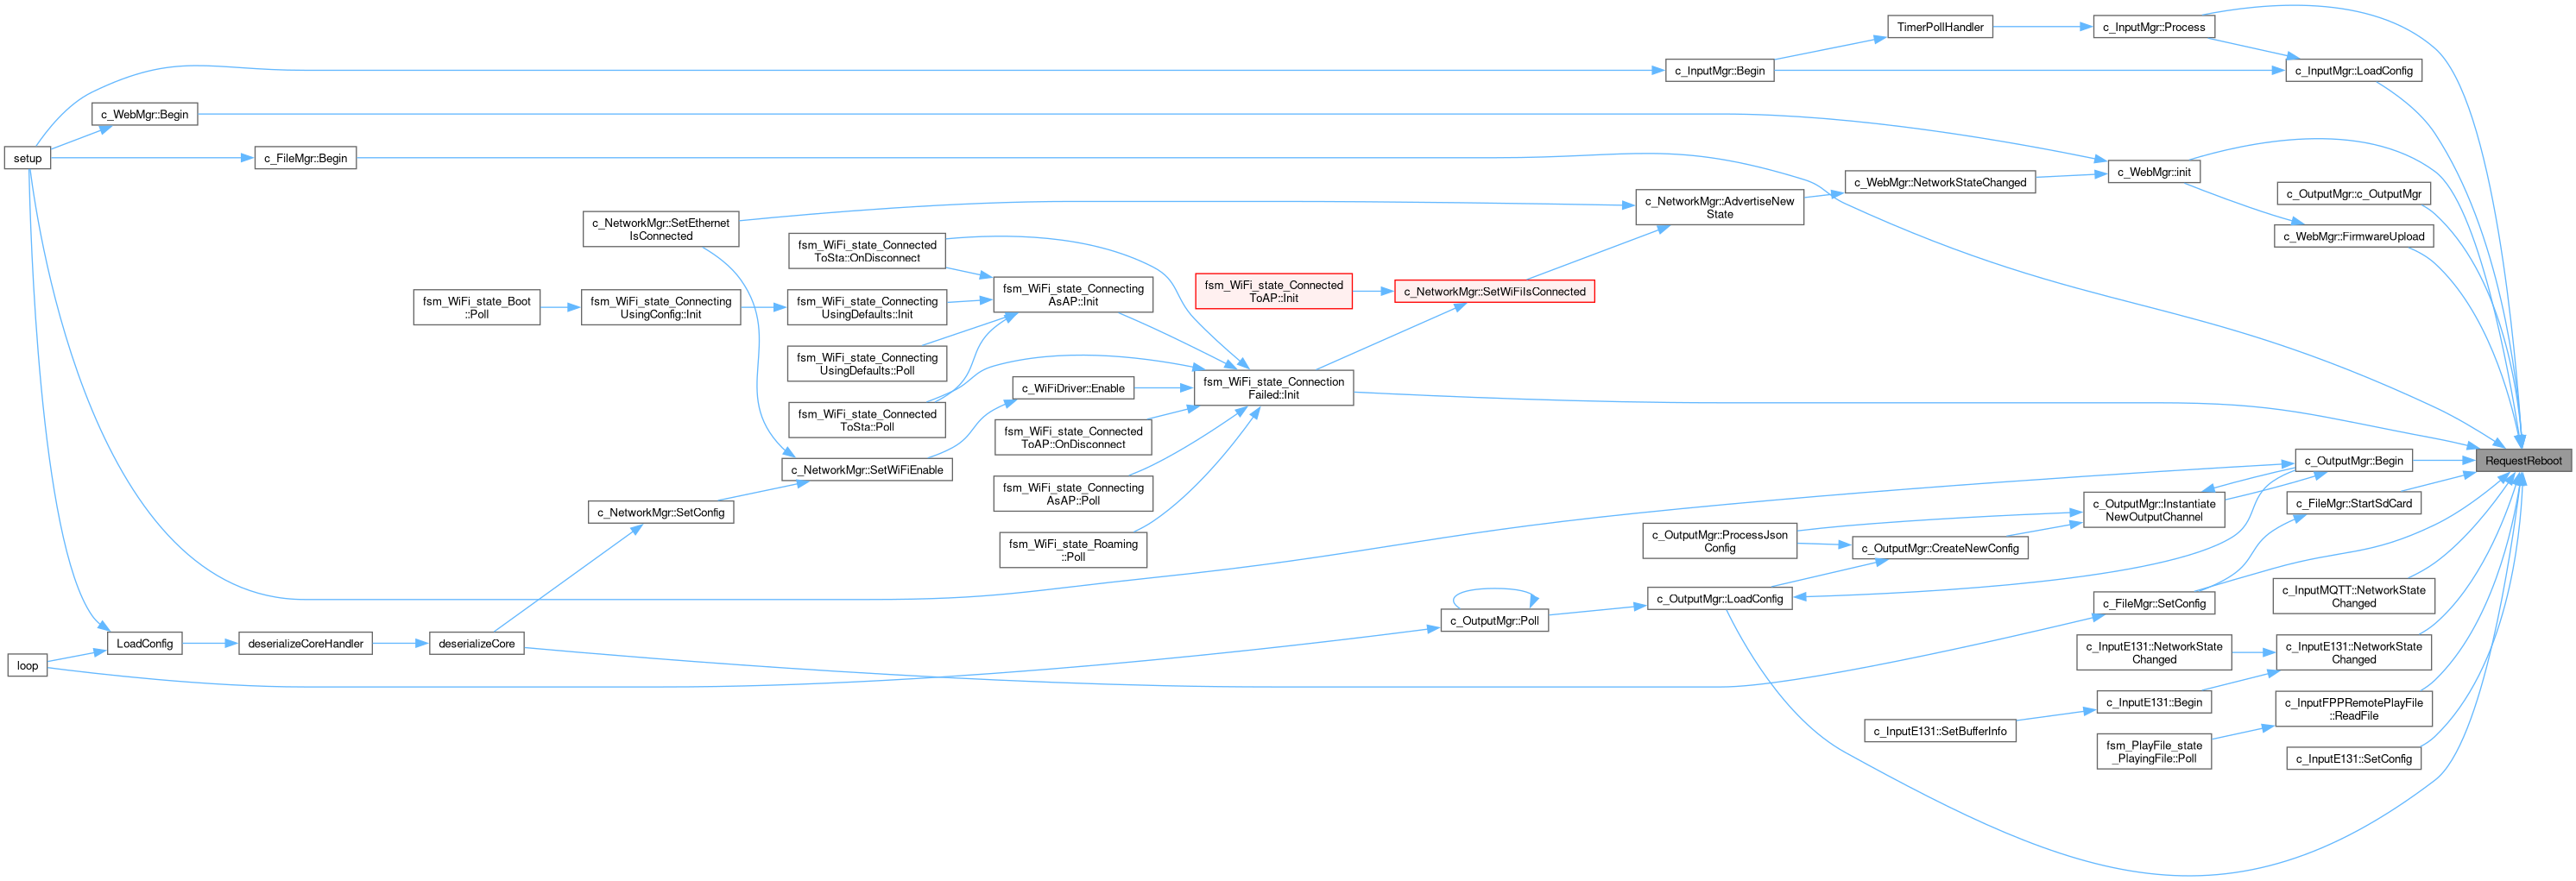 TimerPollHandler
c_InputMgr::Process
c_InputMgr::Begin
c_InputMgr::LoadConfig
c_WebMgr::Begin
setup
c_FileMgr::Begin
c_WebMgr::init
c_WebMgr::NetworkStateChanged
c_OutputMgr::c_OutputMgr
c_NetworkMgr::AdvertiseNew
State
c_NetworkMgr::SetEthernet
IsConnected
c_WebMgr::FirmwareUpload
fsm_WiFi_state_Connected
ToSta::OnDisconnect
fsm_WiFi_state_Connecting
AsAP::Init
fsm_WiFi_state_Connected
ToAP::Init
c_NetworkMgr::SetWiFiIsConnected
fsm_WiFi_state_Boot
::Poll
fsm_WiFi_state_Connecting
UsingConfig::Init
fsm_WiFi_state_Connecting
UsingDefaults::Init
fsm_WiFi_state_Connecting
UsingDefaults::Poll
c_WiFiDriver::Enable
fsm_WiFi_state_Connection
Failed::Init
fsm_WiFi_state_Connected
ToSta::Poll
fsm_WiFi_state_Connected
ToAP::OnDisconnect
c_OutputMgr::Begin
RequestReboot
c_NetworkMgr::SetWiFiEnable
fsm_WiFi_state_Connecting
AsAP::Poll
c_OutputMgr::Instantiate
NewOutputChannel
c_FileMgr::StartSdCard
c_NetworkMgr::SetConfig
fsm_WiFi_state_Roaming
::Poll
c_OutputMgr::ProcessJson
Config
c_OutputMgr::CreateNewConfig
c_InputMQTT::NetworkState
Changed
c_OutputMgr::LoadConfig
c_FileMgr::SetConfig
c_OutputMgr::Poll
LoadConfig
deserializeCoreHandler
deserializeCore
loop
c_InputE131::NetworkState
Changed
c_InputE131::NetworkState
Changed
c_InputE131::Begin
c_InputFPPRemotePlayFile
::ReadFile
c_InputE131::SetBufferInfo
fsm_PlayFile_state
_PlayingFile::Poll
c_InputE131::SetConfig